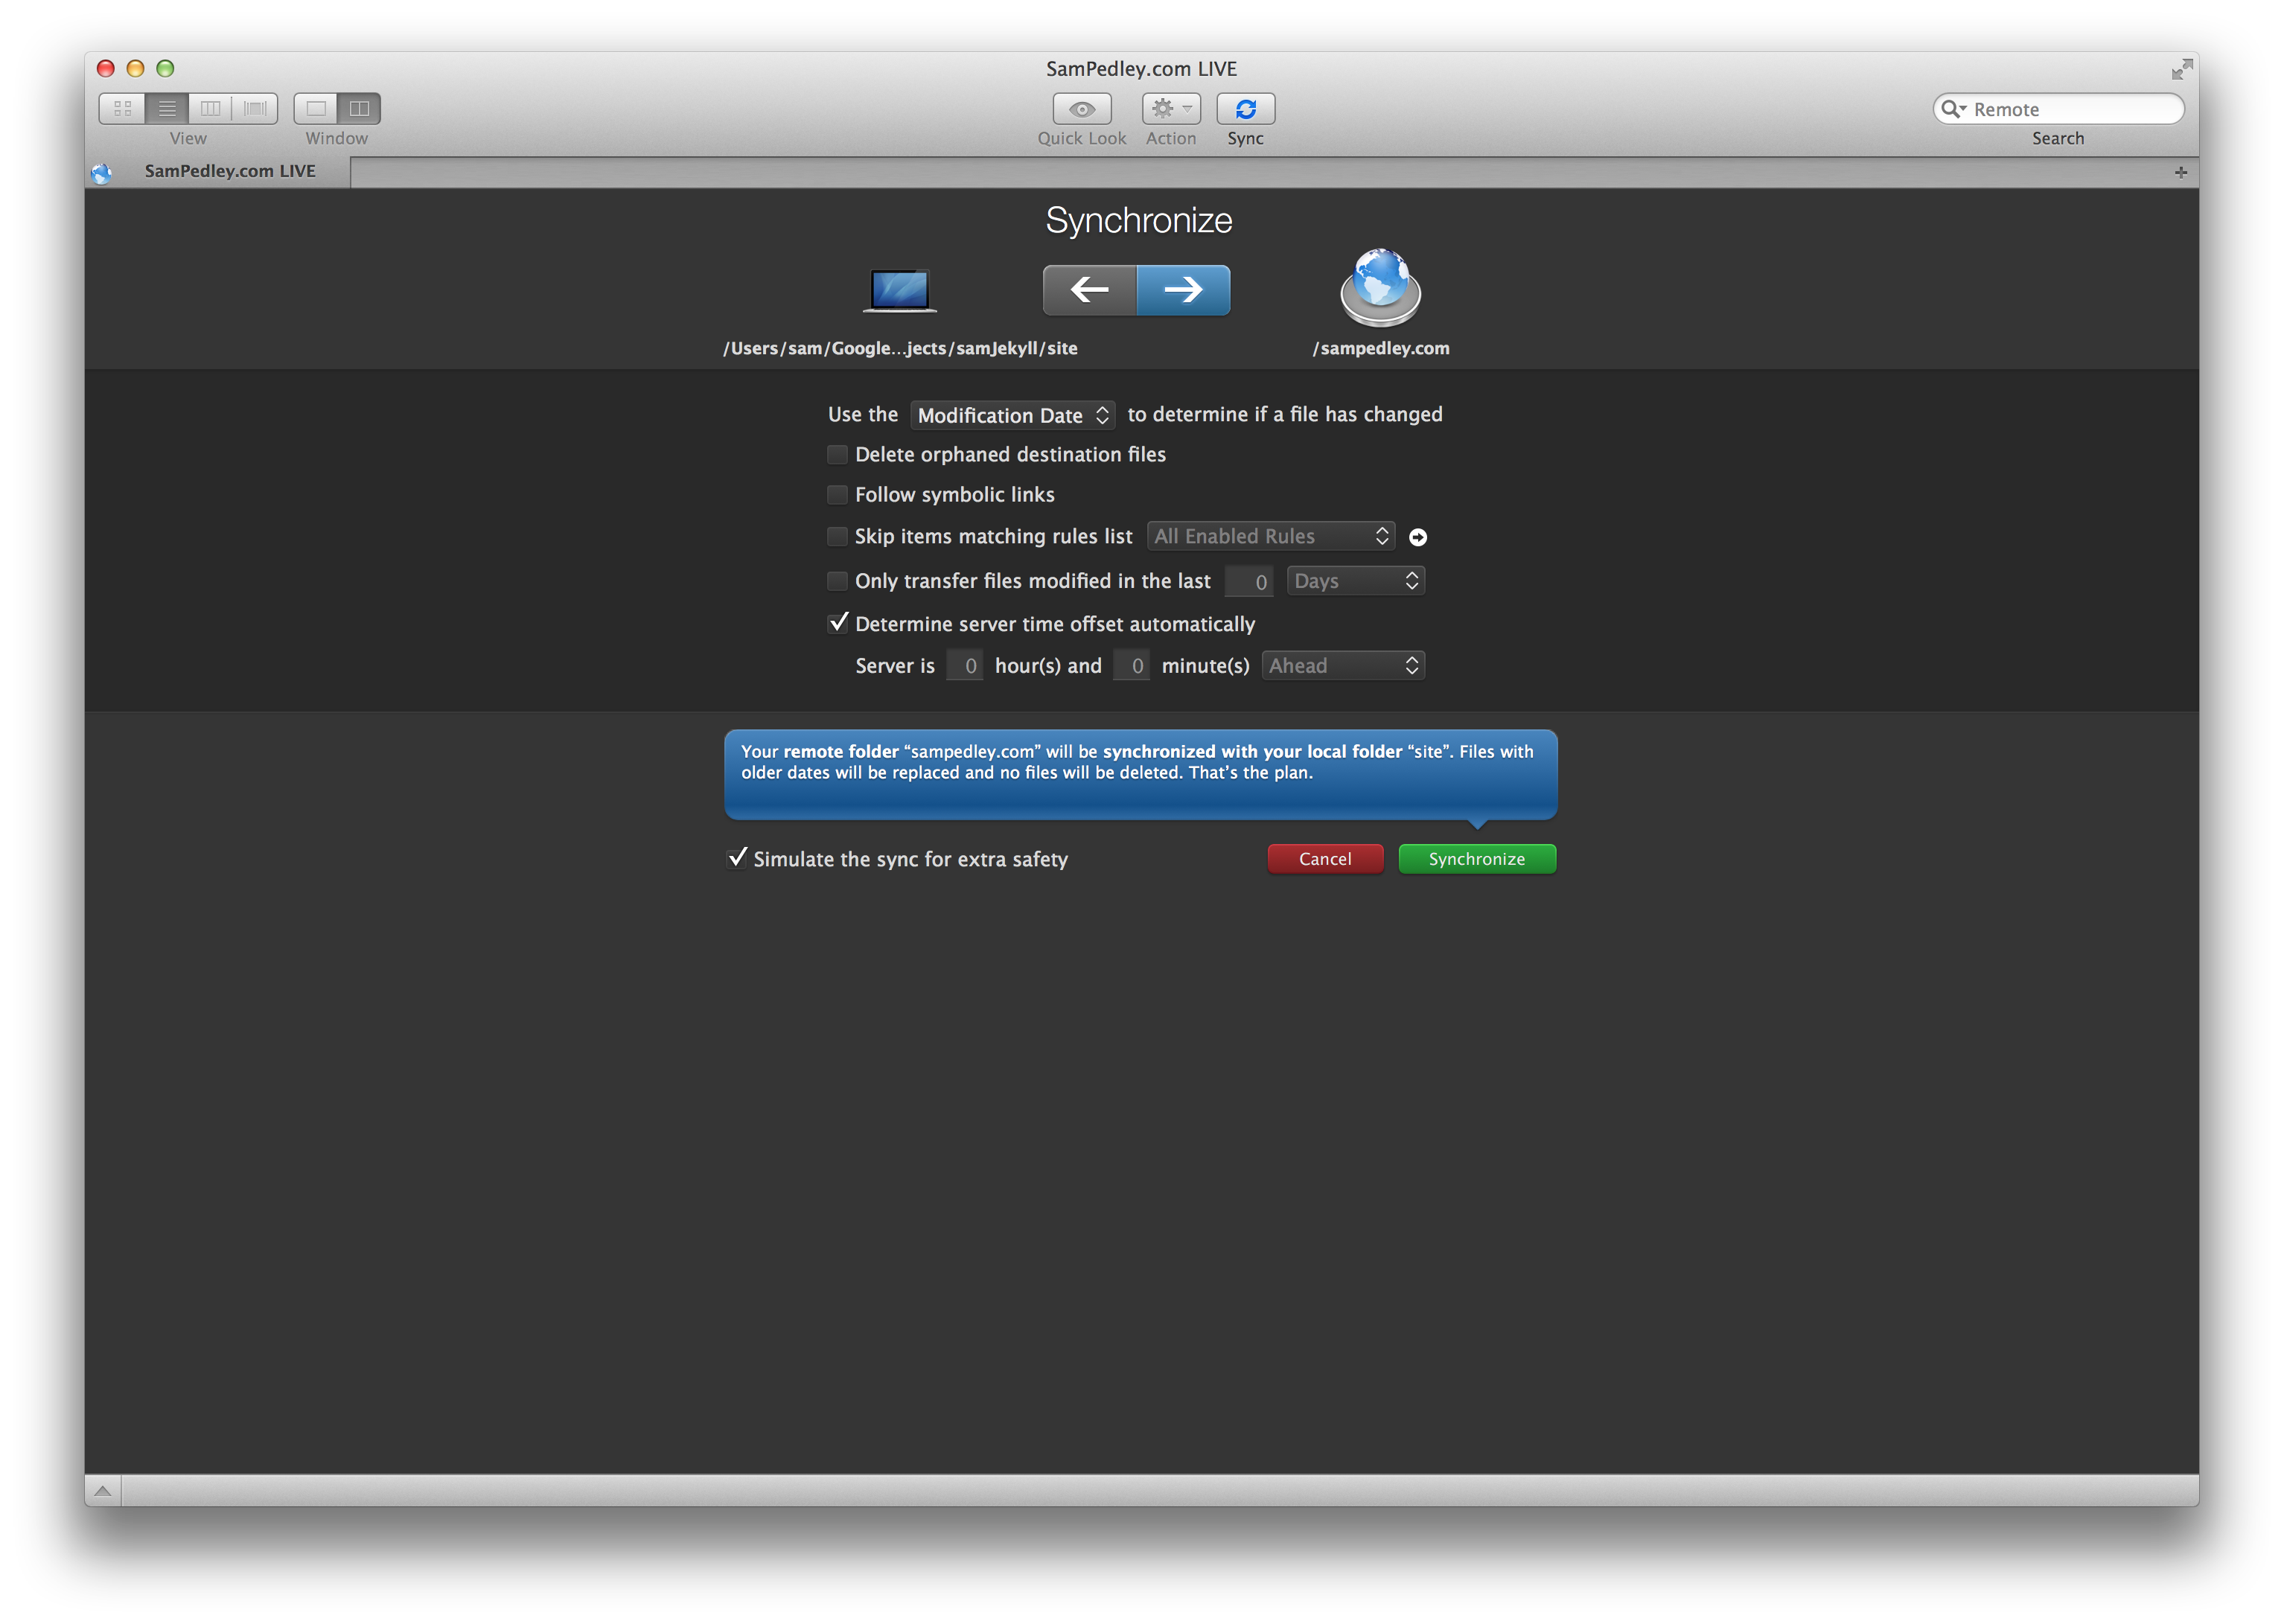 SamPedley.com LIVE
Remote
View
Window
Quick Look
Action
Sync
Search
SamPedley.com LIVE
Synchronize
/Users/sam/Google...jects/samJekyll/site
/sampedley.com
Use the Modification Date to determine if a file has changed
Delete orphaned destination files
Follow symbolic links
Skip items matching rules list All Enabled Rules
Only transfer files modified in the last 0 Days
Determine server time offset automatically
Server is 0 hour(s) and 0 minute(s) Ahead
Your remote folder “sampedley.com” will be synchronized with your local folder “site”. Files with
older dates will be replaced and no files will be deleted. That’s the plan.
Simulate the sync for extra safety
Cancel
Synchronize